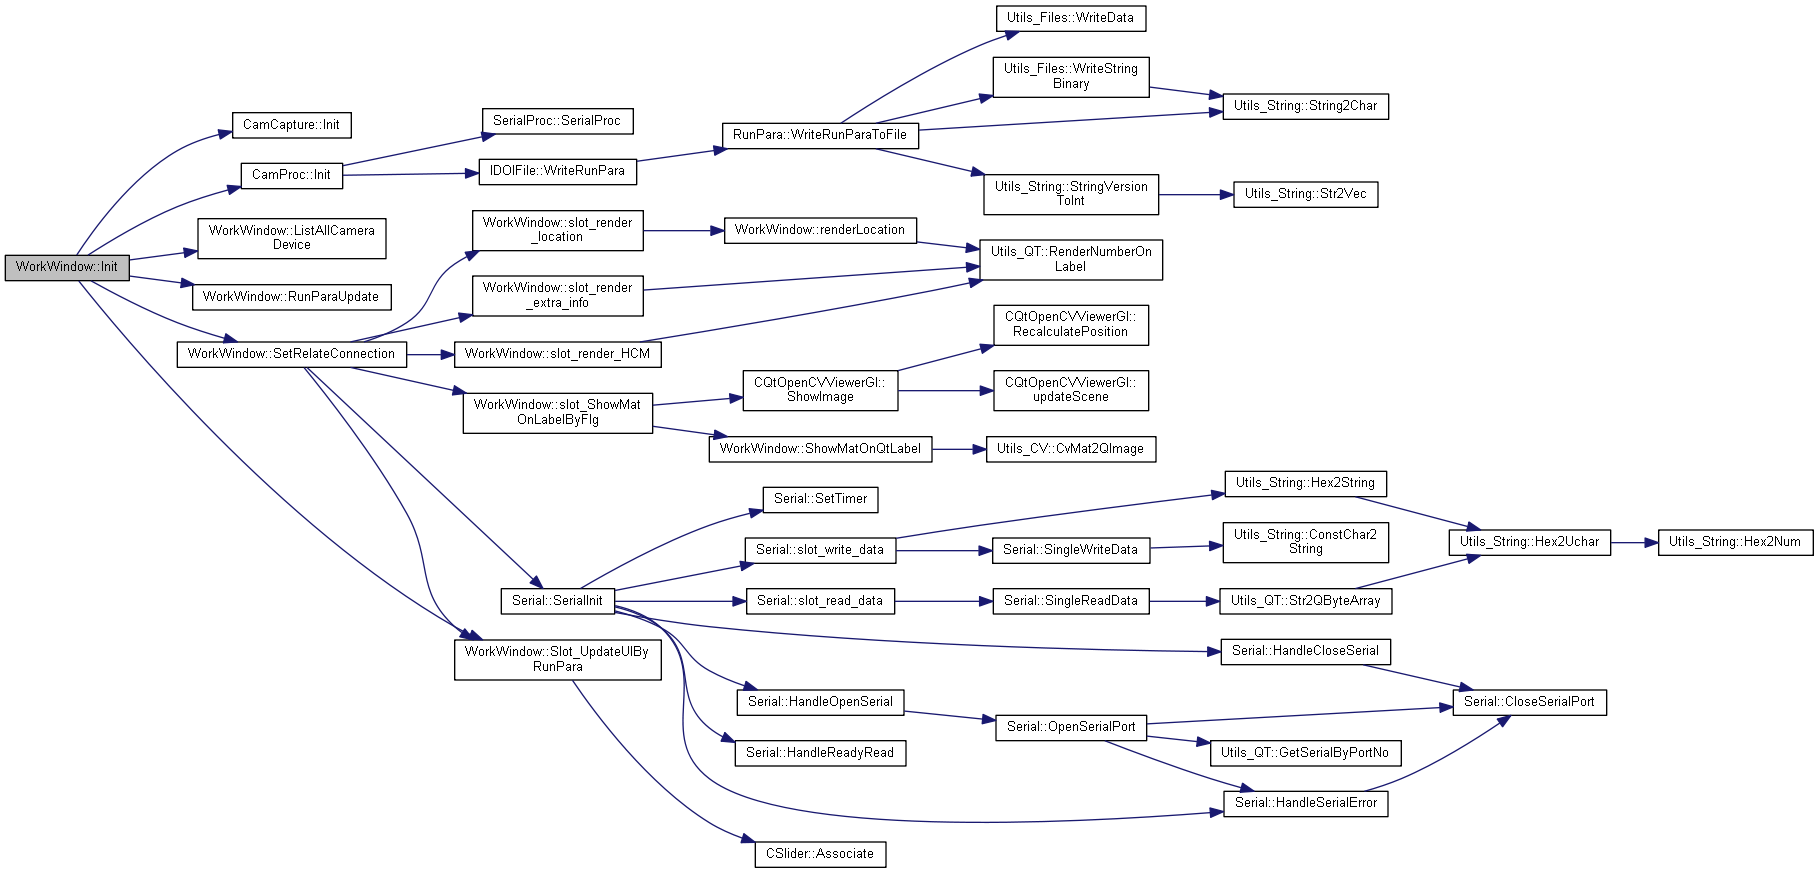 Utils_Files::WriteData
Utils_Files::WriteString
Binary
Utils_String::String2Char
CamCapture::Init
SerialProc::SerialProc
RunPara::WriteRunParaToFile
CamProc::Init
IDOIFile::WriteRunPara
Utils_String::StringVersion
ToInt
Utils_String::Str2Vec
WorkWindow::ListAllCamera
Device
WorkWindow::slot_render
_location
WorkWindow::renderLocation
Utils_QT::RenderNumberOn
Label
WorkWindow::Init
WorkWindow::RunParaUpdate
WorkWindow::slot_render
_extra_info
CQtOpenCVViewerGl::
RecalculatePosition
WorkWindow::SetRelateConnection
WorkWindow::slot_render_HCM
CQtOpenCVViewerGl::
ShowImage
CQtOpenCVViewerGl::
updateScene
WorkWindow::slot_ShowMat
OnLabelByFlg
WorkWindow::ShowMatOnQtLabel
Utils_CV::CvMat2QImage
Utils_String::Hex2String
Serial::SetTimer
Utils_String::ConstChar2
String
Utils_String::Hex2Uchar
Utils_String::Hex2Num
Serial::slot_write_data
Serial::SingleWriteData
Serial::SerialInit
Serial::slot_read_data
Serial::SingleReadData
Utils_QT::Str2QByteArray
WorkWindow::Slot_UpdateUIBy
RunPara
Serial::HandleCloseSerial
Serial::HandleOpenSerial
Serial::CloseSerialPort
Serial::OpenSerialPort
Serial::HandleReadyRead
Utils_QT::GetSerialByPortNo
Serial::HandleSerialError
CSlider::Associate